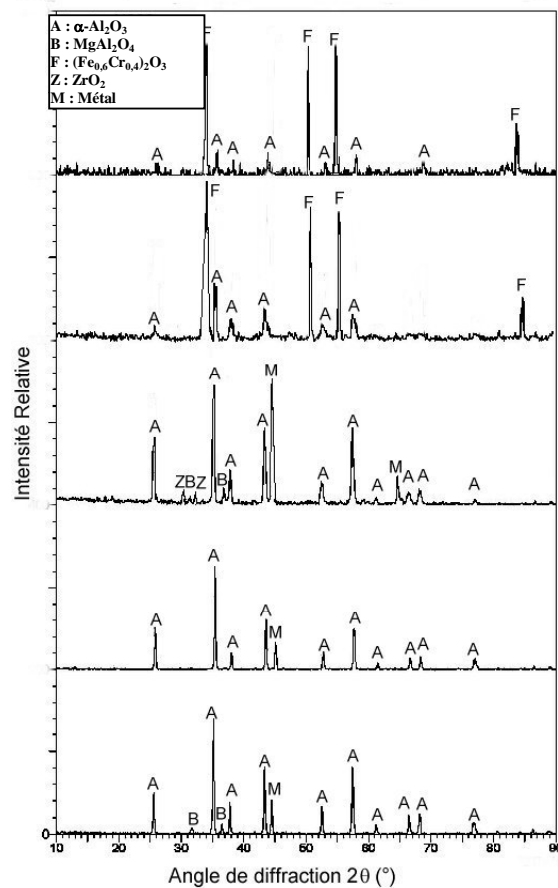 A : α-Al2O3
B : MgAl2O4
F : (Fe0,6Cr0,4)2O3
Z : ZrO2
M : Métal
F F F
A A A A A A A F
F F F
A A A A A A F
A A A M
A Z B Z B A A M A A A
A A A A M A A A A A A
A A A A M A A A A A A
B B
Intensité Relative
0
10 20 30 40 50 60 70 80 90
Angle de diffraction 2θ (°)